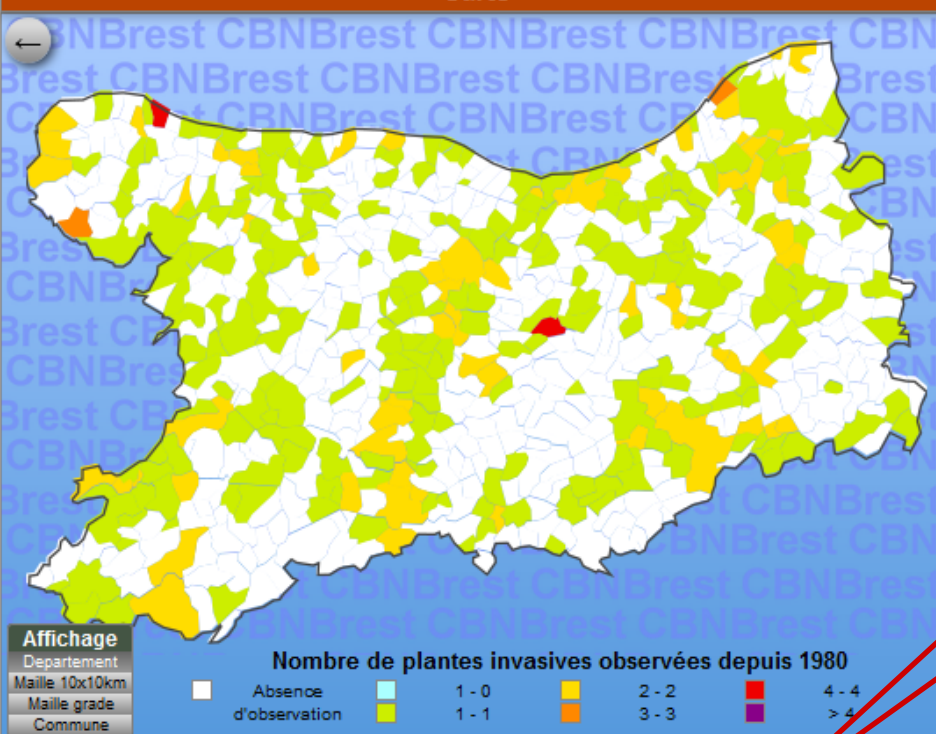 ←
CBNBrest CBNBrest CBNBrest CBNBrest
Affichage
Departement
Maille 10x10km
Maille grade
Commune
Nombre de plantes invasives observées depuis 1980
Absence d'observation
1 - 0
1 - 1
2 - 2
3 - 3
4 - 4
> 4